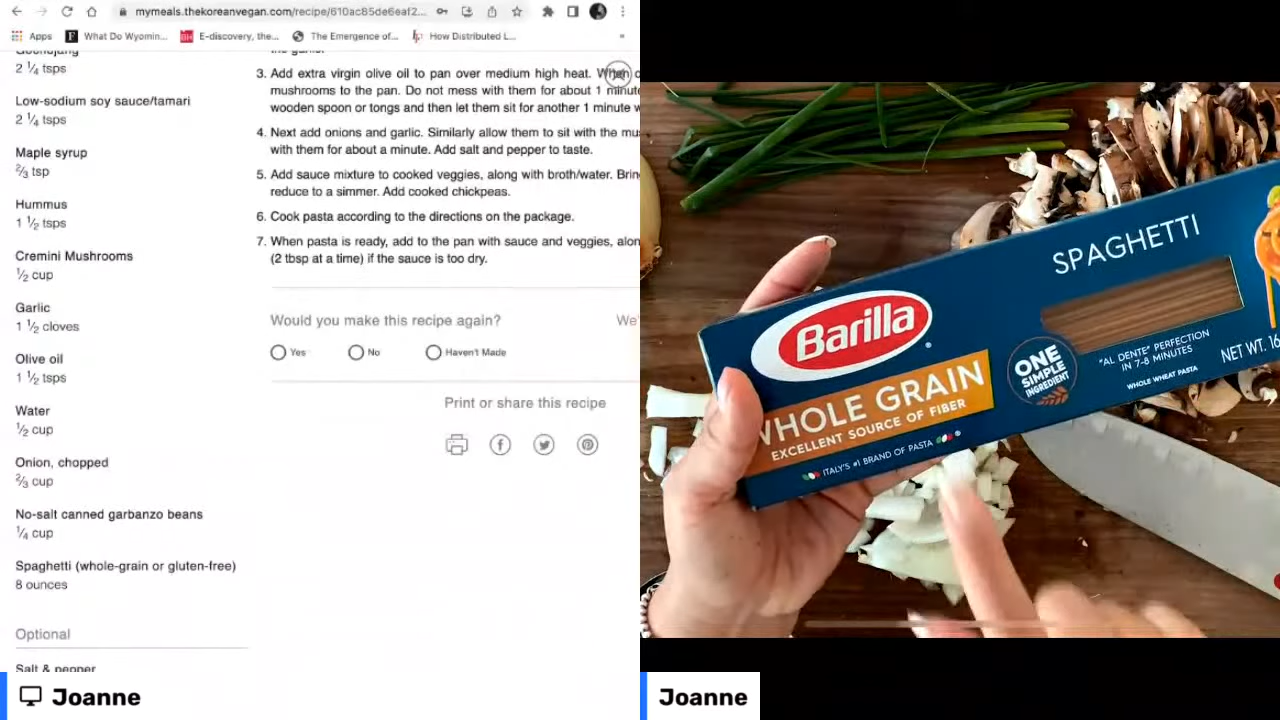 mymeals.thekoreanvegan.com/recipe/610ac85de6eaf2...
Apps
What Do Wyomin...
E-discovery, the...
The Emergence of...
How Distributed L...
»
Gochujang
2 ¼ tsps
Low-sodium soy sauce/tamari
2 ¼ tsps
Maple syrup
⅔ tsp
Hummus
1 ½ tsps
Cremini Mushrooms
½ cup
Garlic
1 ½ cloves
Olive oil
1 ½ tsps
Water
½ cup
Onion, chopped
⅔ cup
No-salt canned garbanzo beans
¼ cup
Spaghetti (whole-grain or gluten-free)
8 ounces
Optional
Salt & pepper
the garlic.
3. Add extra virgin olive oil to pan over medium high heat. When
mushrooms to the pan. Do not mess with them for about 1 minute
wooden spoon or tongs and then let them sit for another 1 minute w
4. Next add onions and garlic. Similarly allow them to sit with the mus
with them for about a minute. Add salt and pepper to taste.
5. Add sauce mixture to cooked veggies, along with broth/water. Brin
reduce to a simmer. Add cooked chickpeas.
6. Cook pasta according to the directions on the package.
7. When pasta is ready, add to the pan with sauce and veggies, alon
(2 tbsp at a time) if the sauce is too dry.
Would you make this recipe again?
We'
Yes
No
Haven't Made
Print or share this recipe
Joanne
SPAGHETTI
Barilla
WHOLE GRAIN
EXCELLENT SOURCE OF FIBER
ITALY'S #1 BRAND OF PASTA
ONE
SIMPLE
INGREDIENT
"AL DENTE" PERFECTION
IN 7-8 MINUTES
WHOLE WHEAT PASTA
NET WT. 16
Joanne